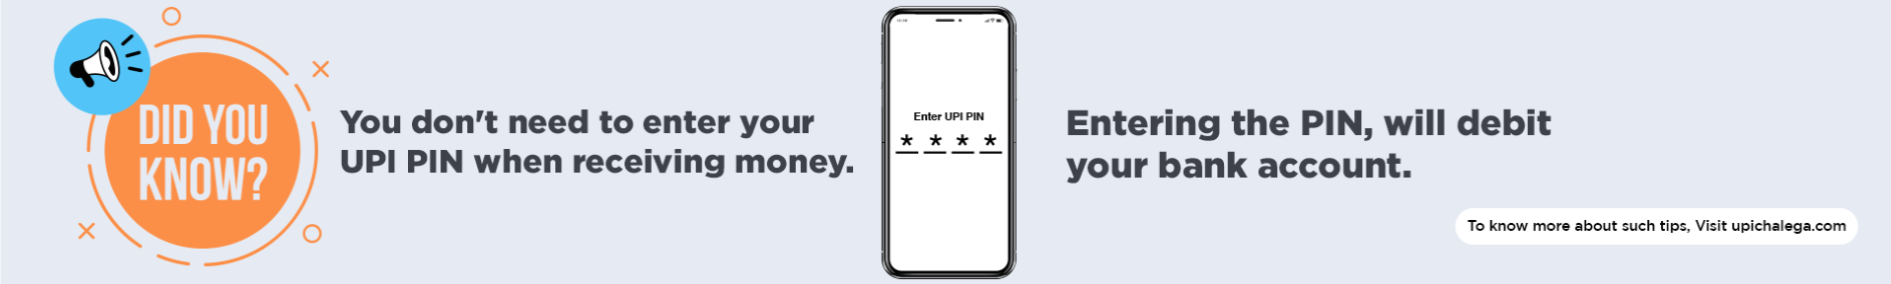 DID YOU
KNOW?
You don't need to enter your
UPI PIN when receiving money.
Enter UPI PIN
* * * *
Entering the PIN, will debit
your bank account.
To know more about such tips, Visit upichalega.com